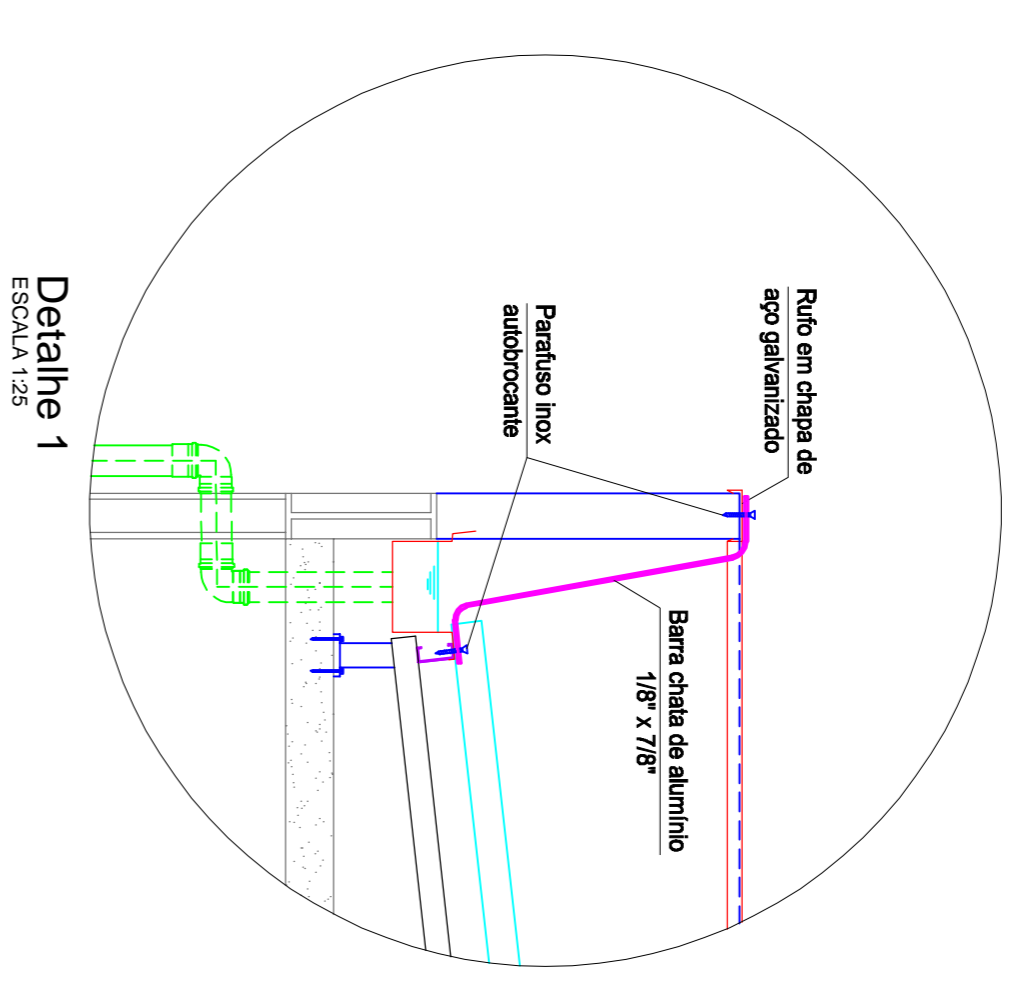 Rufo em chapa de
aço galvanizado
Parafuso inox
autobrocante
Barra chata de alumínio
1/8" x 7/8"
Detalhe 1
ESCALA 1:25